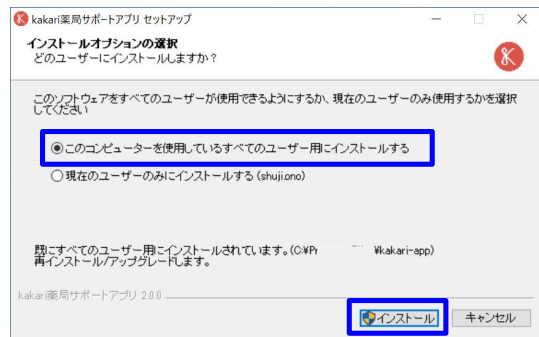 kakari薬局サポートアプリ セットアップ
インストールオプションの選択
どのユーザーにインストールしますか？
このソフトウェアをすべてのユーザーが使用できるようにするか、現在のユーザーのみ使用するかを選択
してください
このコンピューターを使用しているすべてのユーザー用にインストールする
現在のユーザーのみにインストールする (shuji.ono)
既にすべてのユーザー用にインストールされています。(C:¥Pr ¥kakari-app)
再インストール/アップグレードします。
kakari薬局サポートアプリ 2.0.0
インストール
キャンセル